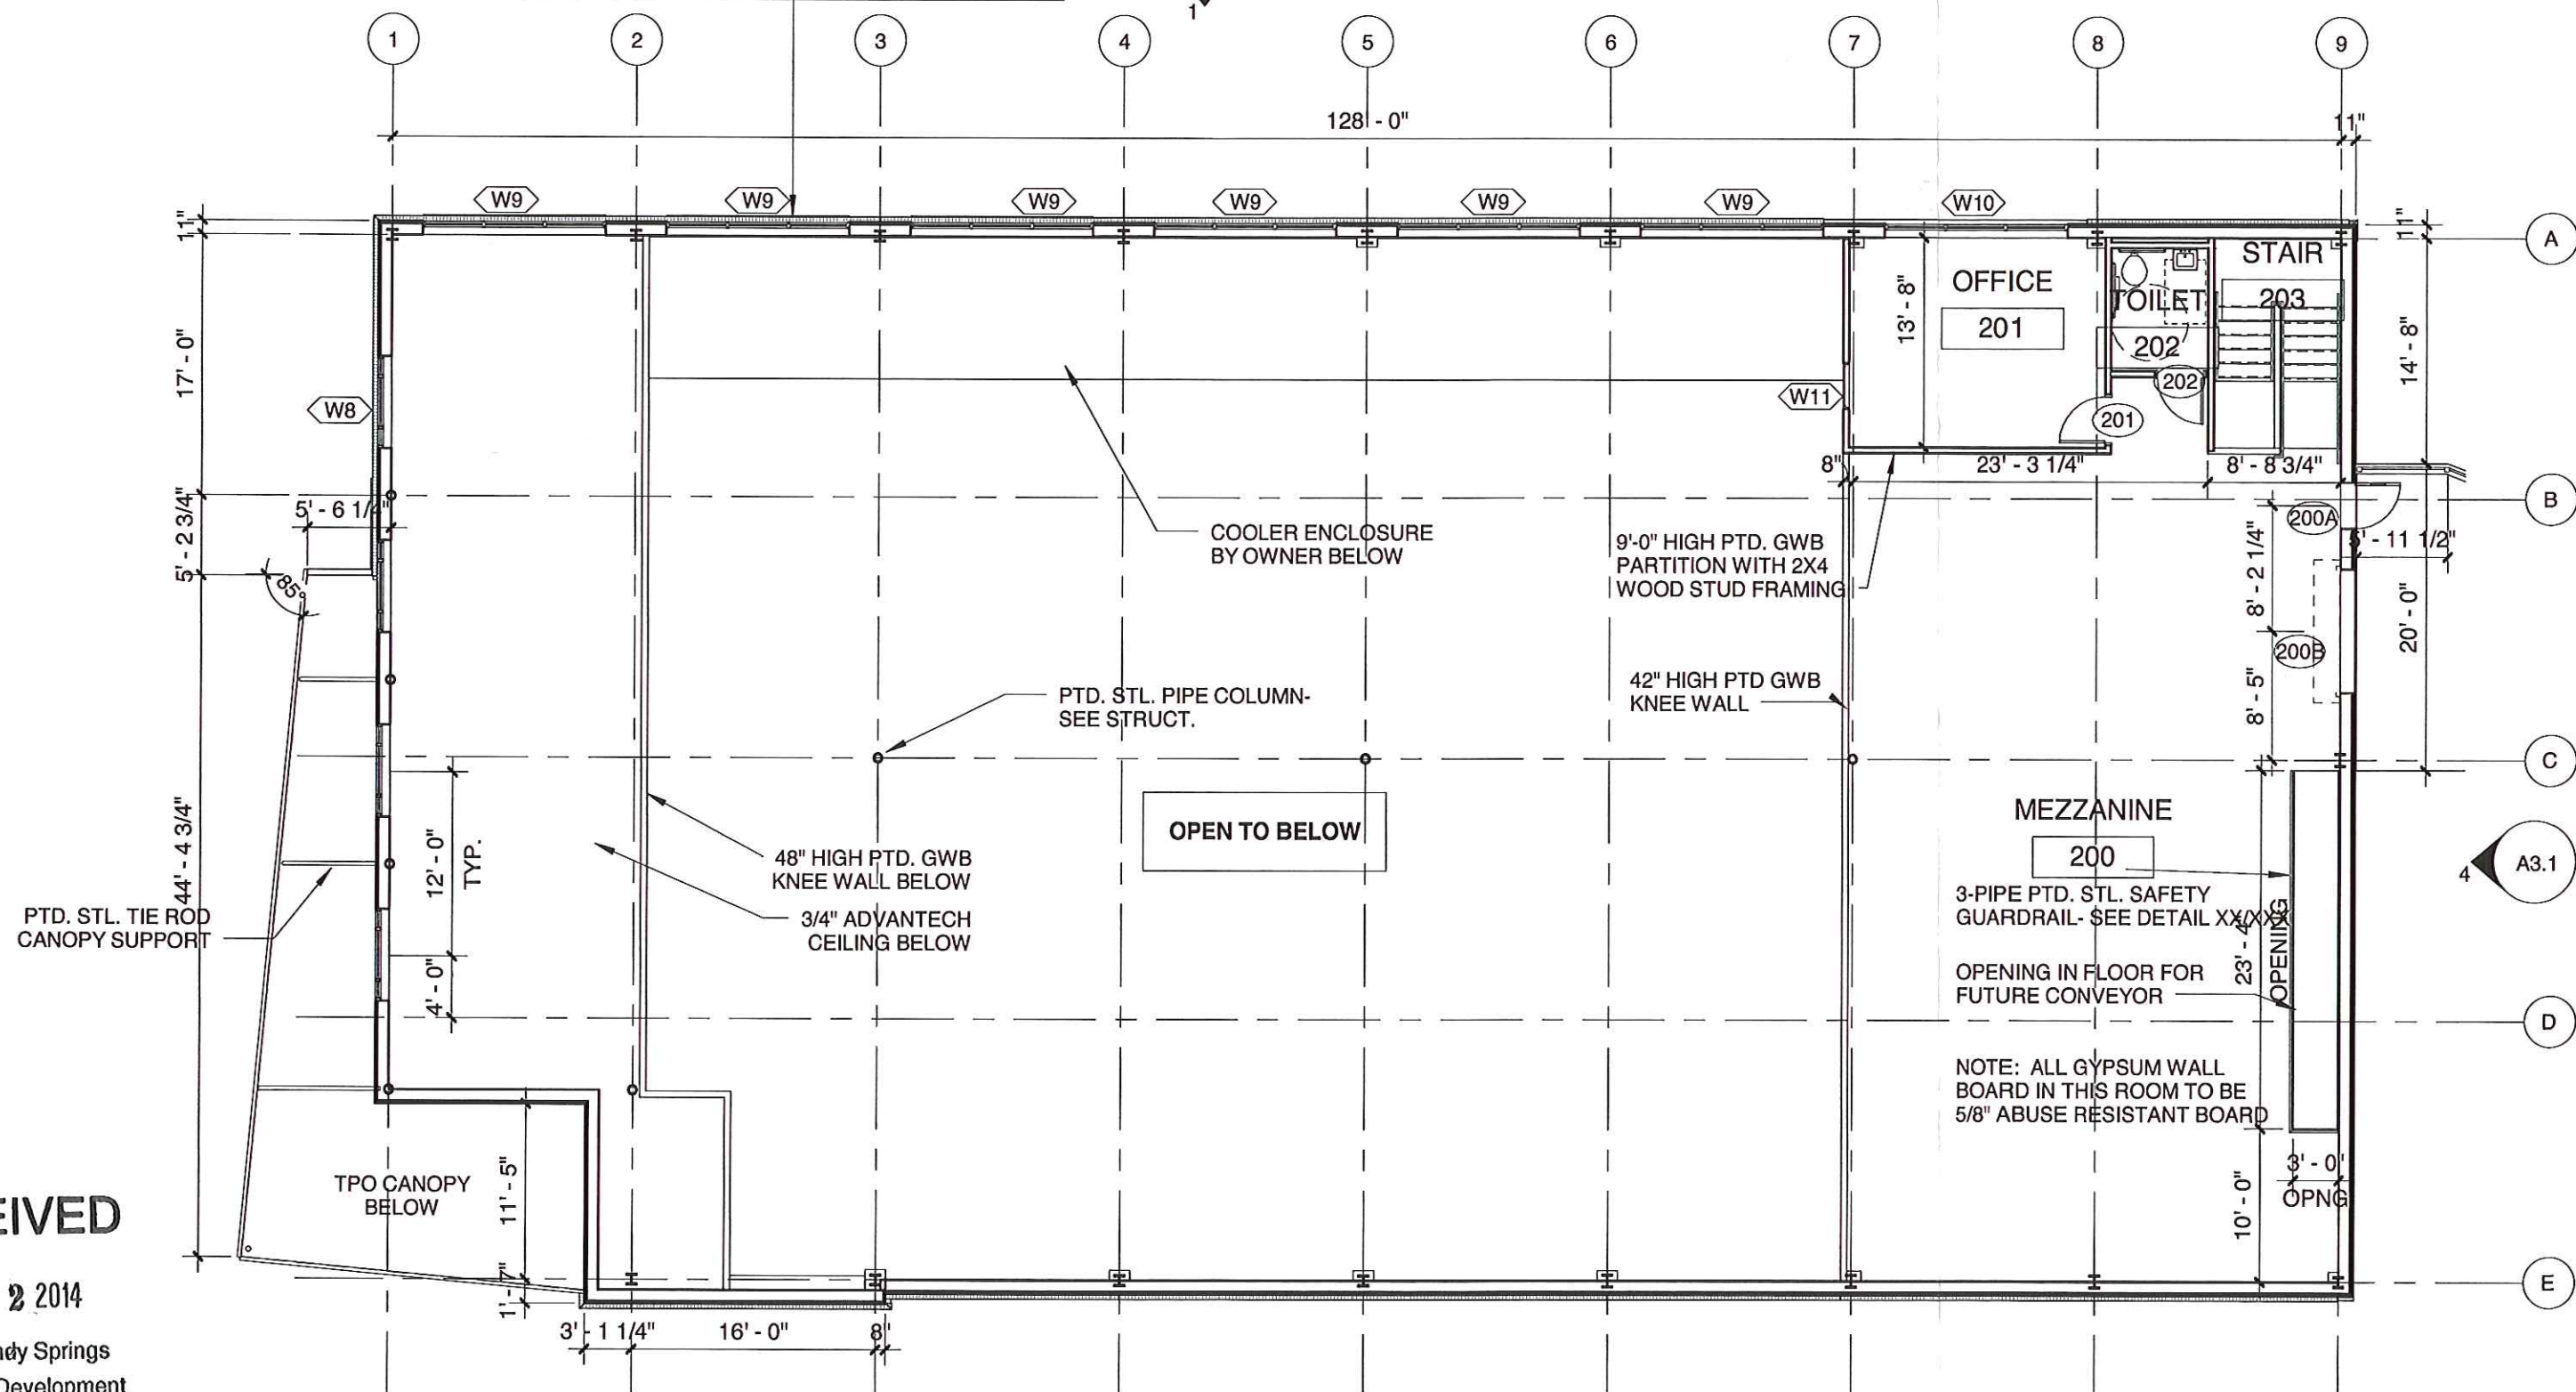 1
1
2
3
4
5
6
7
8
9
128' - 0"
11"
W9
W9
W9
W9
W9
W9
W10
11"
11"
A
STAIR
203
OFFICE
201
TOILET
202
13' - 8"
14' - 8"
17' - 0"
W8
W11
202
201
8"
23' - 3 1/4"
8' - 8 3/4"
5' - 2 3/4"
5' - 6 1/4"
B
200A
5' - 11 1/2"
COOLER ENCLOSURE
BY OWNER BELOW
9'-0" HIGH PTD. GWB
PARTITION WITH 2X4
WOOD STUD FRAMING
8' - 2 1/4"
85°
20' - 0"
200B
8' - 5"
PTD. STL. PIPE COLUMN-
SEE STRUCT.
42" HIGH PTD GWB
KNEE WALL
C
MEZZANINE
200
OPEN TO BELOW
44' - 4 3/4"
12' - 0"
TYP.
48" HIGH PTD. GWB
KNEE WALL BELOW
3/4" ADVANTECH
CEILING BELOW
4
A3.1
3-PIPE PTD. STL. SAFETY
GUARDRAIL- SEE DETAIL XX/XXX
PTD. STL. TIE ROD
CANOPY SUPPORT
4' - 0"
23' - 4"
OPENING
OPENING IN FLOOR FOR
FUTURE CONVEYOR
D
NOTE: ALL GYPSUM WALL
BOARD IN THIS ROOM TO BE
5/8" ABUSE RESISTANT BOARD
TPO CANOPY
BELOW
11' - 5"
3' - 0"
OPNG
10' - 0"
EIVED
2 2014
ndy Springs
Development
1' - 7"
E
3' - 1 1/4"
16' - 0"
8"